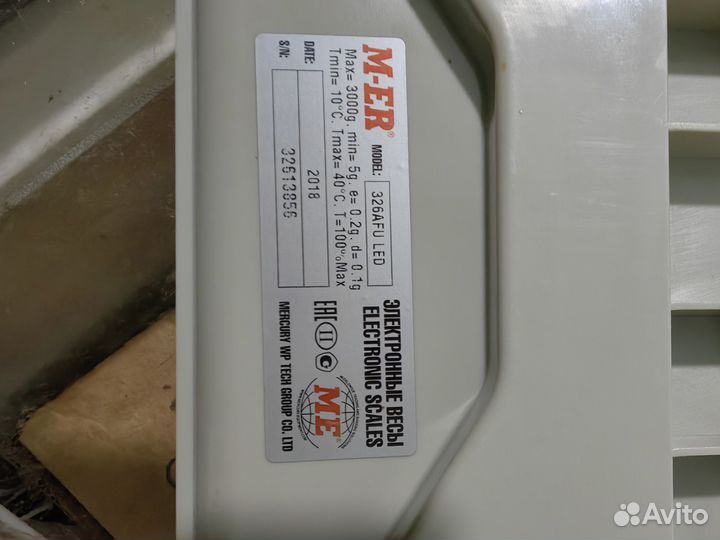 M-ER®
MODEL: 326AFU LED
ЭЛЕКТРОННЫЕ ВЕСЫ
ELECTRONIC SCALES
Max= 3000g. min= 5g. e= 0.2g. d= 0.1g
Tmin= 10°C. Tmax= 40°C. T=100%Max
DATE: 2018
S/N: 32613856
EAC
II
ME®
MERCURY WP TECH GROUP CO. LTD
Avito